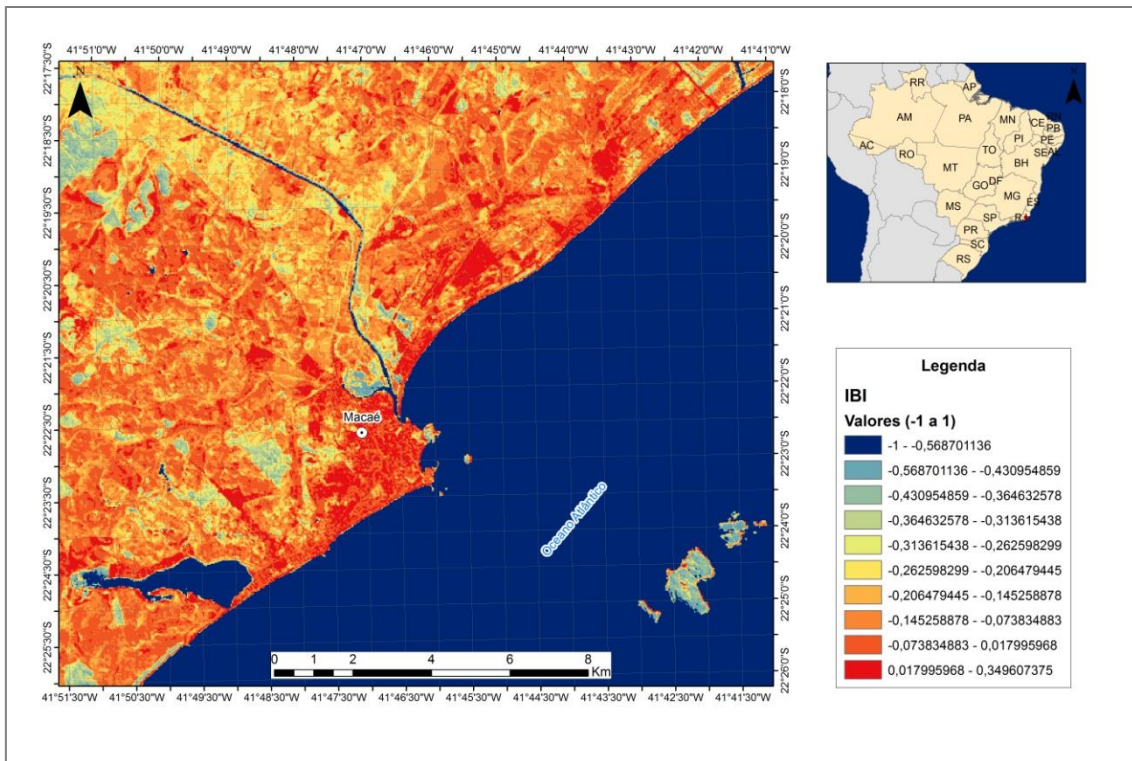 41°51'0"W 41°50'0"W 41°49'0"W 41°48'0"W 41°47'0"W 41°46'0"W 41°45'0"W 41°44'0"W 41°43'0"W 41°42'0"W 41°41'0"W
22°17'30"S
22°18'30"S
22°19'30"S
22°20'30"S
22°21'30"S
22°22'30"S
22°23'30"S
22°24'30"S
22°25'30"S
N
Macaé
Oceano Atlântico
0 1 2 4 6 8
Km
22°18'0"S
22°19'0"S
22°20'0"S
22°21'0"S
22°22'0"S
22°23'0"S
22°24'0"S
22°25'0"S
22°26'0"S
41°51'30"W 41°50'30"W 41°49'30"W 41°48'30"W 41°47'30"W 41°46'30"W 41°45'30"W 41°44'30"W 41°43'30"W 41°42'30"W 41°41'30"W
N
RR AP
AM PA MN CE RN
PB
PI PE
AC TO SE AL
RO
MT BH
GO DF
MG
MS ES
SP R
PR
SC
RS
Legenda
IBI
Valores (-1 a 1)
-1 - -0,568701136
-0,568701136 - -0,430954859
-0,430954859 - -0,364632578
-0,364632578 - -0,313615438
-0,313615438 - -0,262598299
-0,262598299 - -0,206479445
-0,206479445 - -0,145258878
-0,145258878 - -0,073834883
-0,073834883 - 0,017995968
0,017995968 - 0,349607375